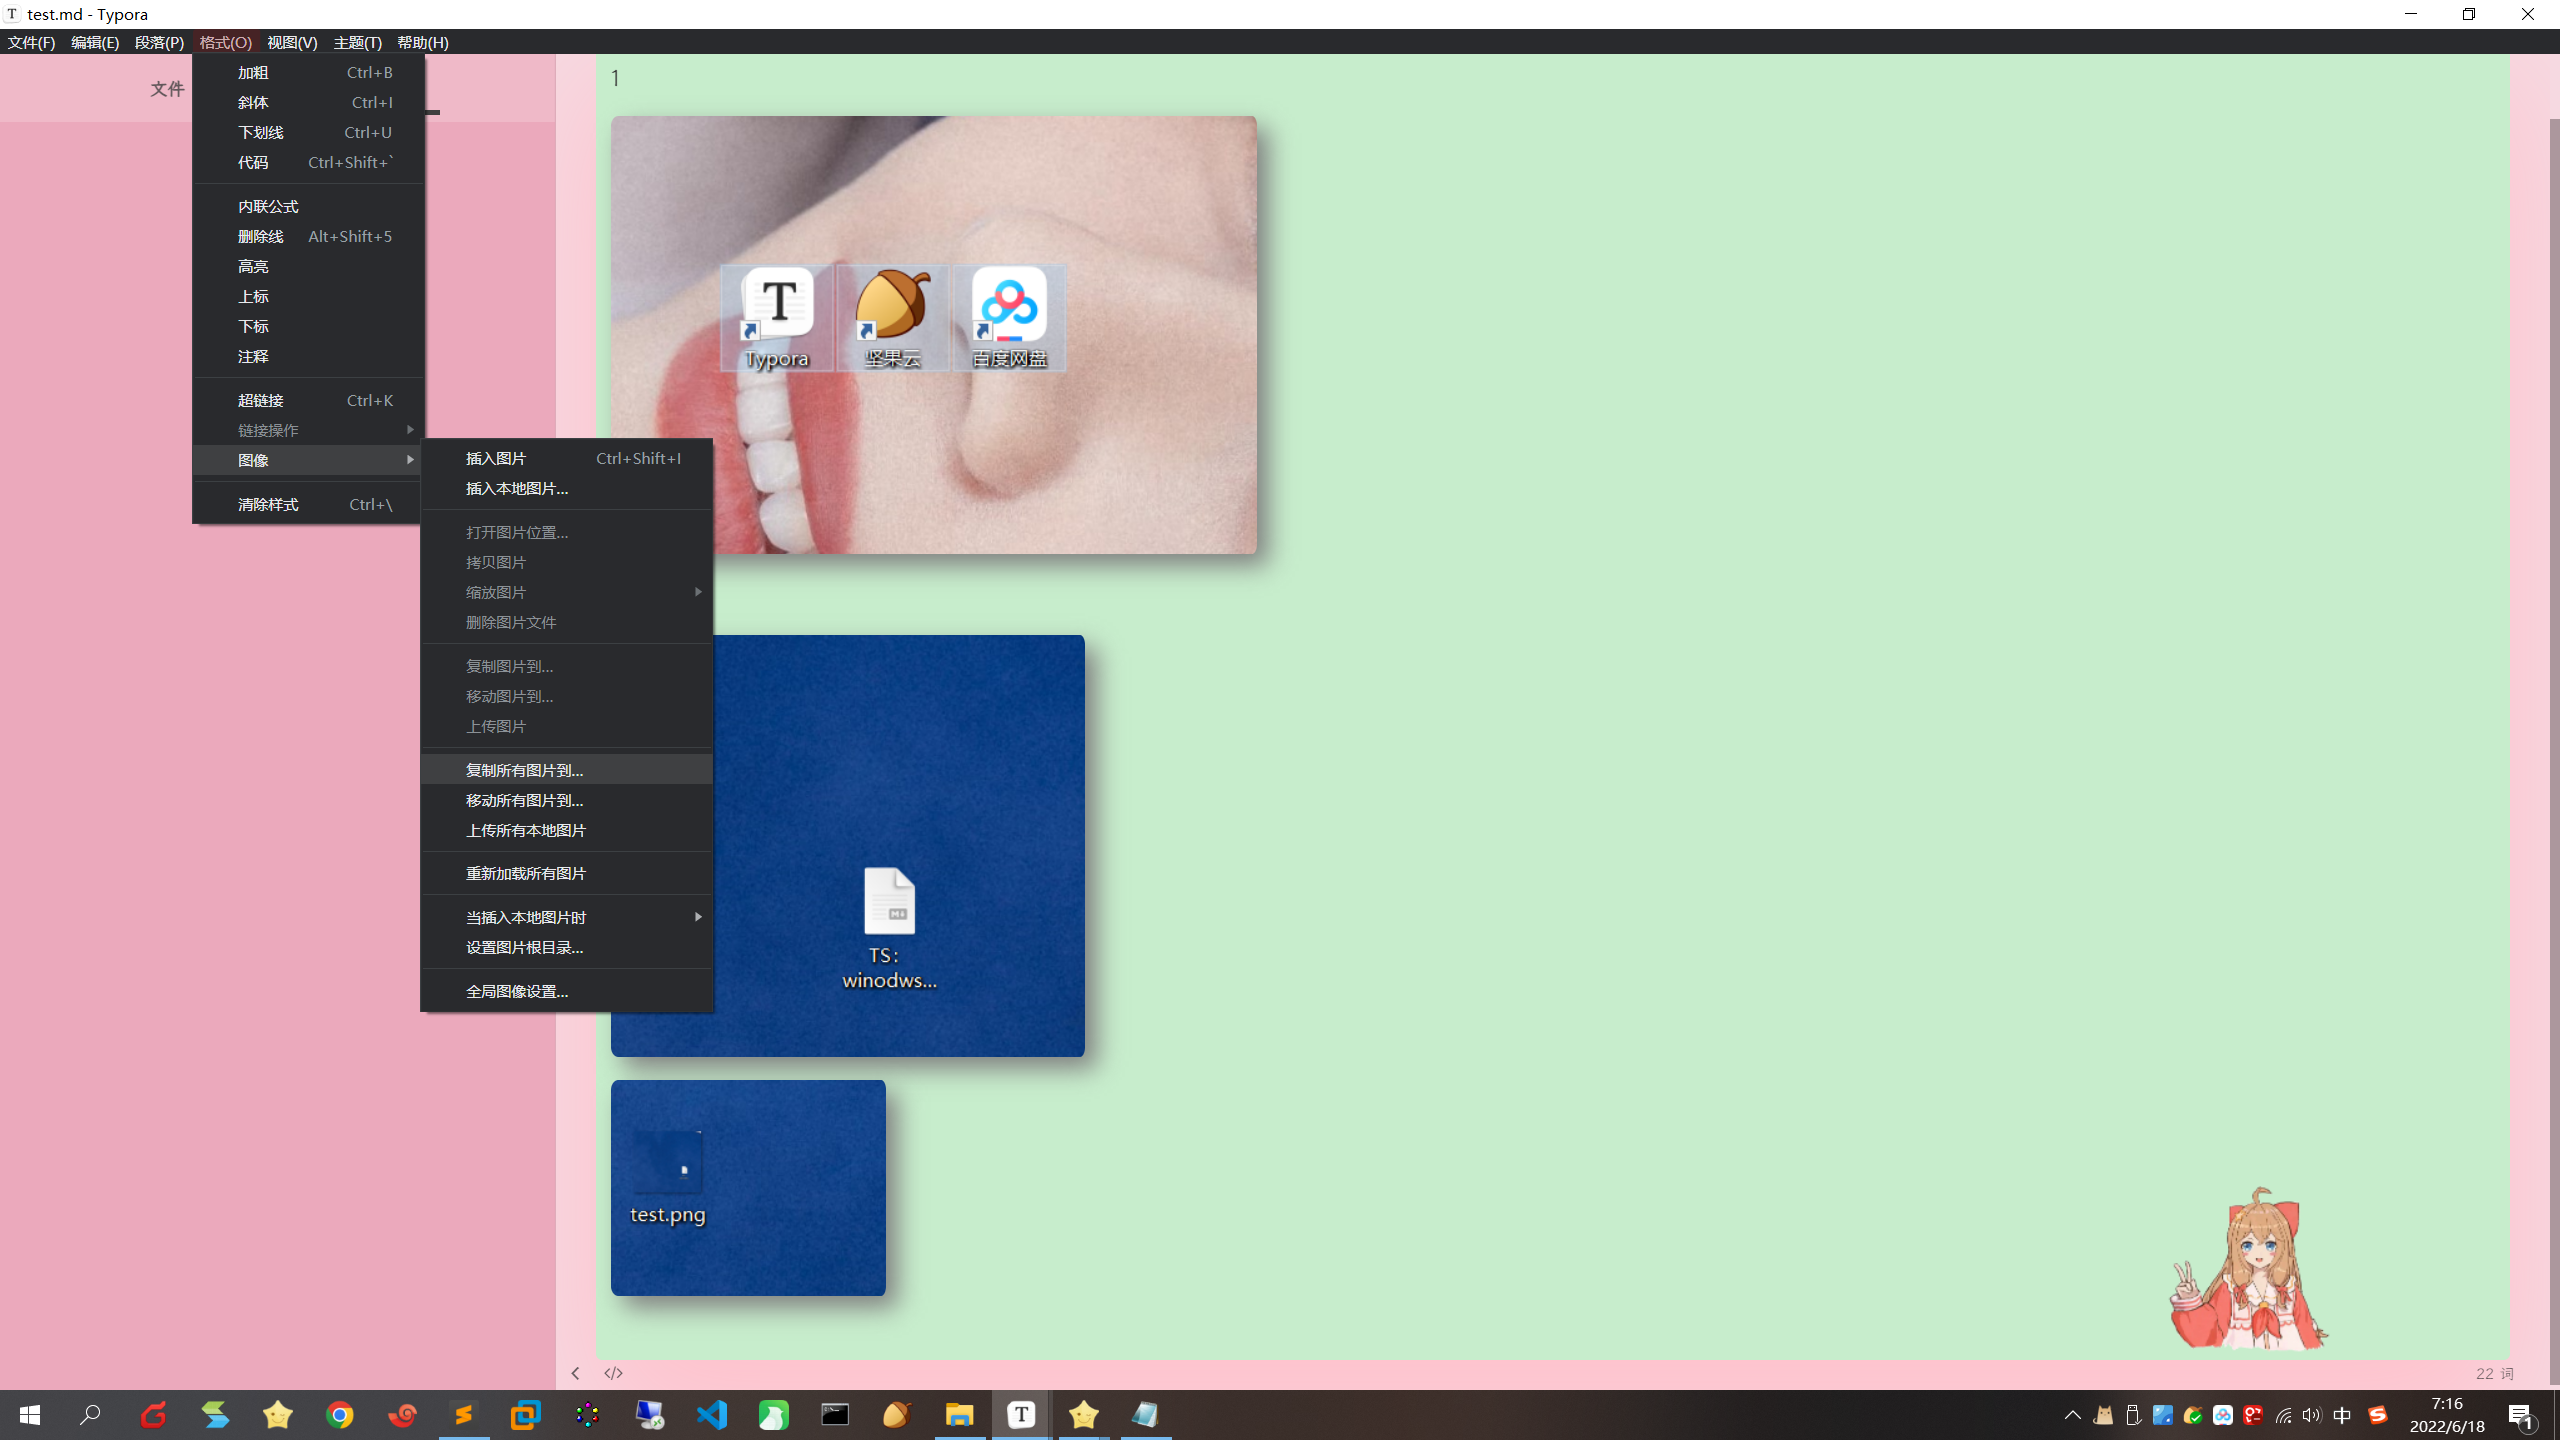 test.md - Typora
文件(F) 编辑(E) 段落(P) 格式(O) 视图(V) 主题(T) 帮助(H)
文件
加粗 Ctrl+B
斜体 Ctrl+I
下划线 Ctrl+U
代码 Ctrl+Shift+`
内联公式
删除线 Alt+Shift+5
高亮
上标
下标
注释
超链接 Ctrl+K
链接操作
图像
清除样式 Ctrl+\
插入图片 Ctrl+Shift+I
插入本地图片...
打开图片位置...
拷贝图片
缩放图片
删除图片文件
复制图片到...
移动图片到...
上传图片
复制所有图片到...
移动所有图片到...
上传所有本地图片
重新加载所有图片
当插入本地图片时
设置图片根目录...
全局图像设置...
1
Typora 坚果云 百度网盘
TS:
winodws...
test.png
</>
22 词
中
7:16
2022/6/18
1